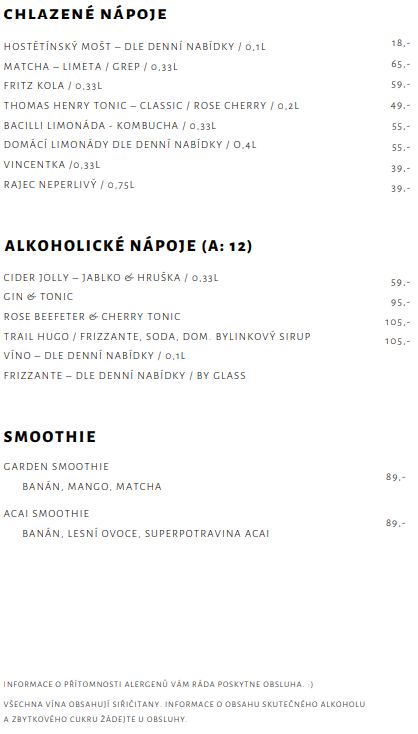 CHLAZENÉ NÁPOJE
HOSTĚTÍNSKÝ MOŠT – DLE DENNÍ NABÍDKY / 0,1L 18,-
MATCHA – LIMETA / GREP / 0,33L 65,-
FRITZ KOLA / 0,33L 59.-
THOMAS HENRY TONIC – CLASSIC / ROSE CHERRY / 0,2L 49.-
BACILLI LIMONÁDA - KOMBUCHA / 0,33L 55.-
DOMÁCÍ LIMONÁDY DLE DENNÍ NABÍDKY / 0,4L 55.-
VINCENTKA /0,33L 39.-
RAJEC NEPERLIVÝ / 0,75L 39.-
ALKOHOLICKÉ NÁPOJE (A: 12)
CIDER JOLLY – JABLKO & HRUŠKA / 0,33L 59.-
GIN & TONIC 95.-
ROSE BEEFETER & CHERRY TONIC 105.-
TRAIL HUGO / FRIZZANTE, SODA, DOM. BYLINKOVÝ SIRUP 105.-
VÍNO – DLE DENNÍ NABÍDKY / 0,1L
FRIZZANTE – DLE DENNÍ NABÍDKY / BY GLASS
SMOOTHIE
GARDEN SMOOTHIE
BANÁN, MANGO, MATCHA 89.-
ACAI SMOOTHIE
BANÁN, LESNÍ OVOCE, SUPERPOTRAVINA ACAI 89.-
INFORMACE O PŘÍTOMNOSTI ALERGENŮ VÁM RÁDA POSKYTNE OBSLUHA. :)
VŠECHNA VÍNA OBSAHUJÍ SIŘIČITANY. INFORMACE O OBSAHU SKUTEČNÉHO ALKOHOLU
A ZBYTKOVÉHO CUKRU ŽÁDEJTE U OBSLUHY.